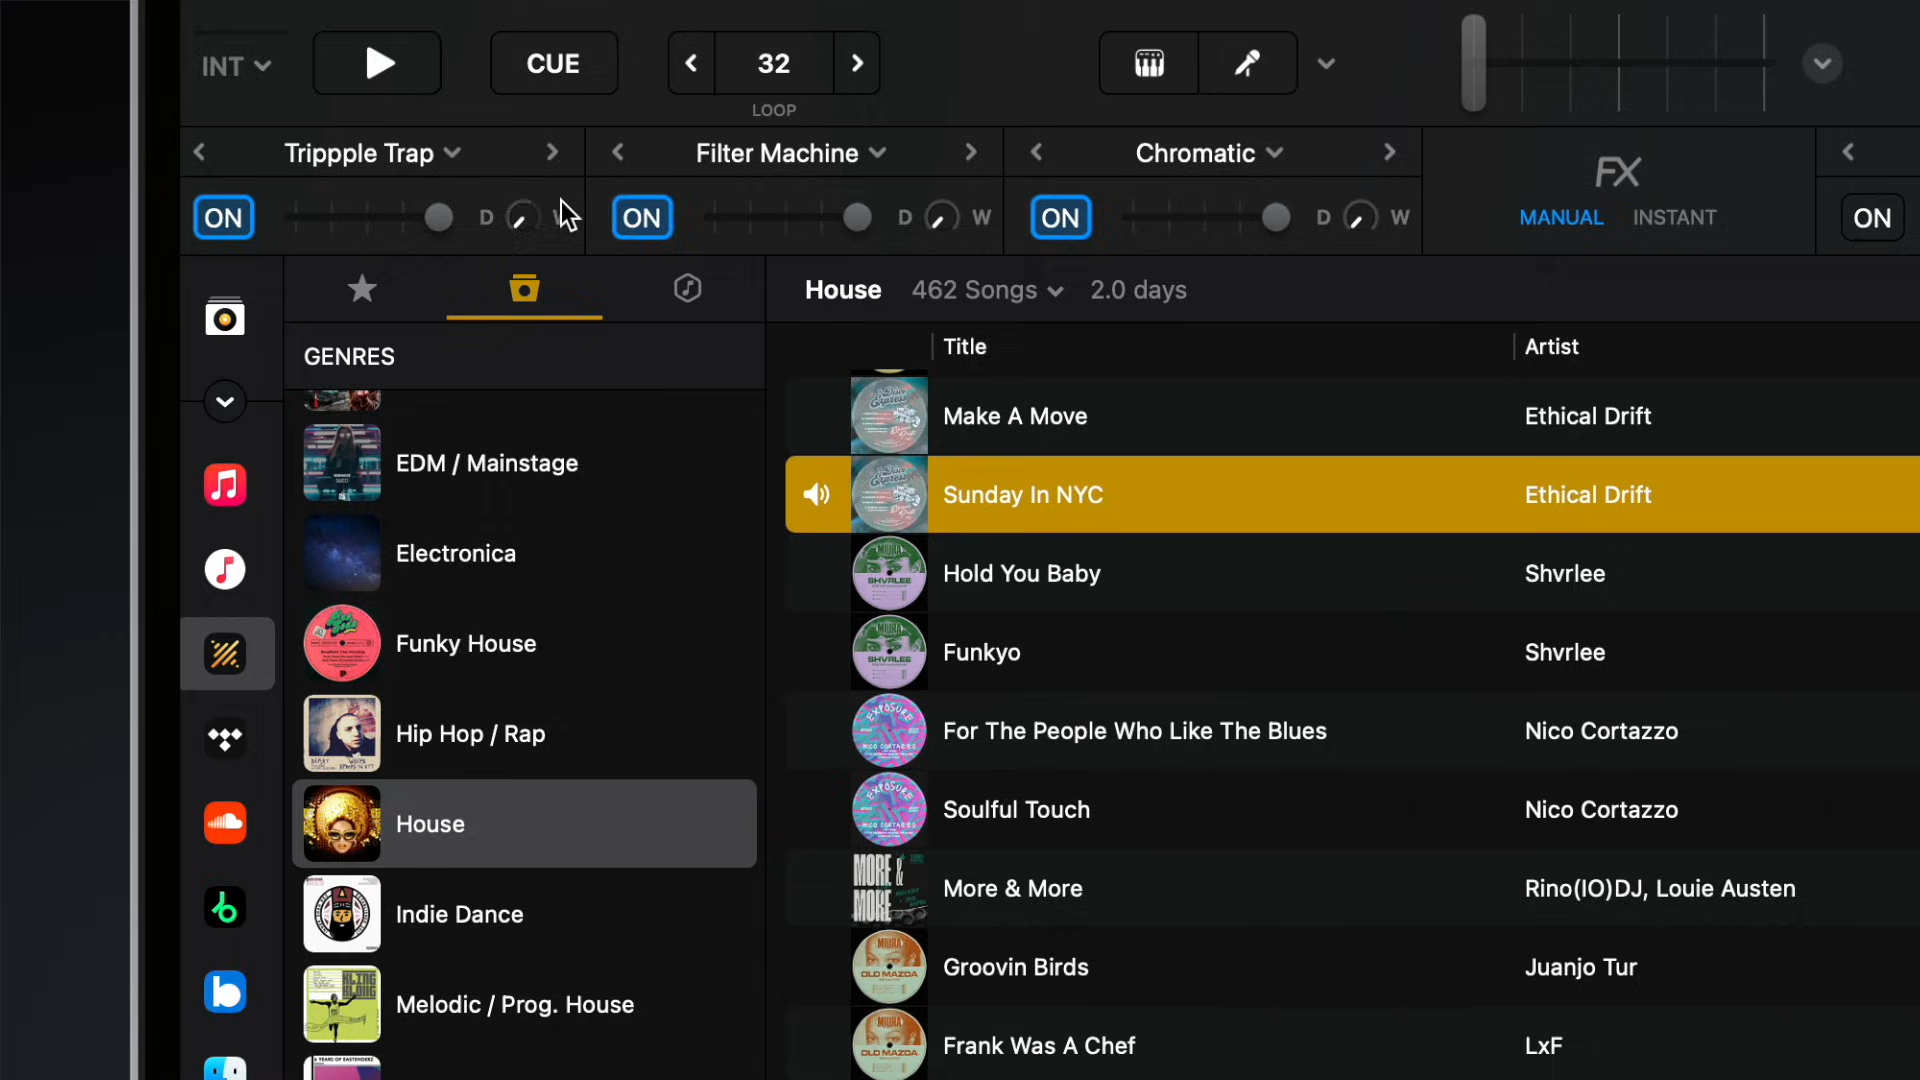 INT
CUE
32
LOOP
Trippple Trap
Filter Machine
Chromatic
FX
ON
D
ON
D
W
ON
D
W
MANUAL
INSTANT
ON
House
462 Songs
2.0 days
GENRES
Title
Artist
EDM / Mainstage
Electronica
Funky House
Hip Hop / Rap
House
Indie Dance
Melodic / Prog. House
Make A Move
Ethical Drift
Sunday In NYC
Ethical Drift
Hold You Baby
Shvrlee
Funkyo
Shvrlee
For The People Who Like The Blues
Nico Cortazzo
Soulful Touch
Nico Cortazzo
MORE &
MORE
More & More
Rino(IO)DJ, Louie Austen
Groovin Birds
Juanjo Tur
Frank Was A Chef
LxF